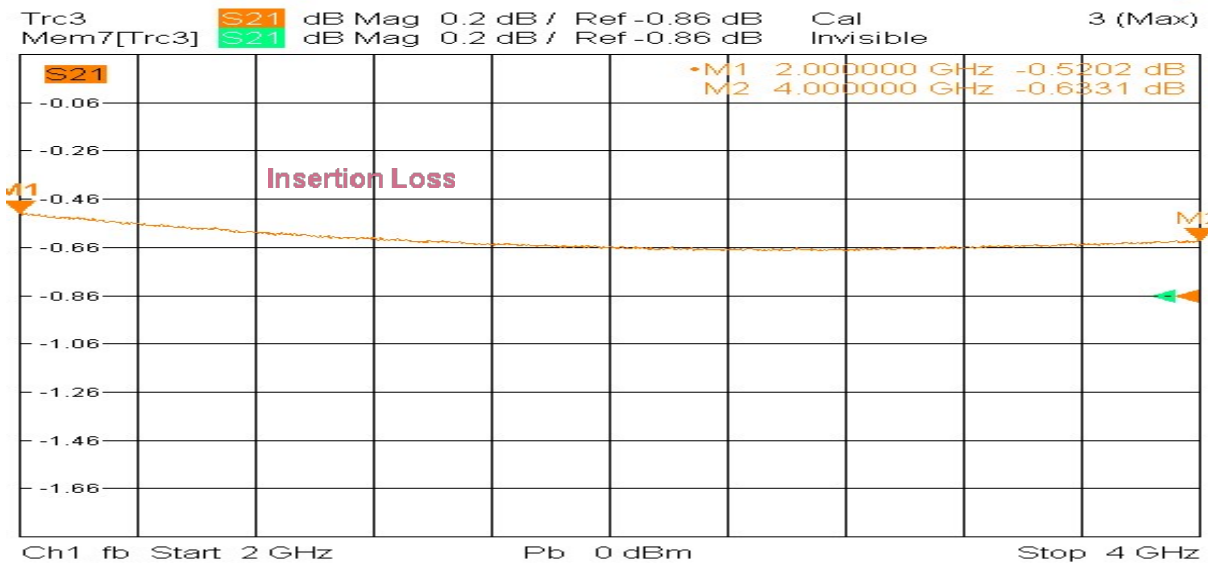 Trc3 S21 dB Mag 0.2 dB / Ref -0.86 dB Cal 3 (Max)
Mem7[Trc3] S21 dB Mag 0.2 dB / Ref -0.86 dB Invisible
S21
•M1 2.000000 GHz -0.5202 dB
M2 4.000000 GHz -0.6331 dB
-0.06
-0.26
Insertion Loss
M1
-0.46
M2
-0.66
-0.86
-1.06
-1.26
-1.46
-1.66
Ch1 fb Start 2 GHz Pb 0 dBm Stop 4 GHz